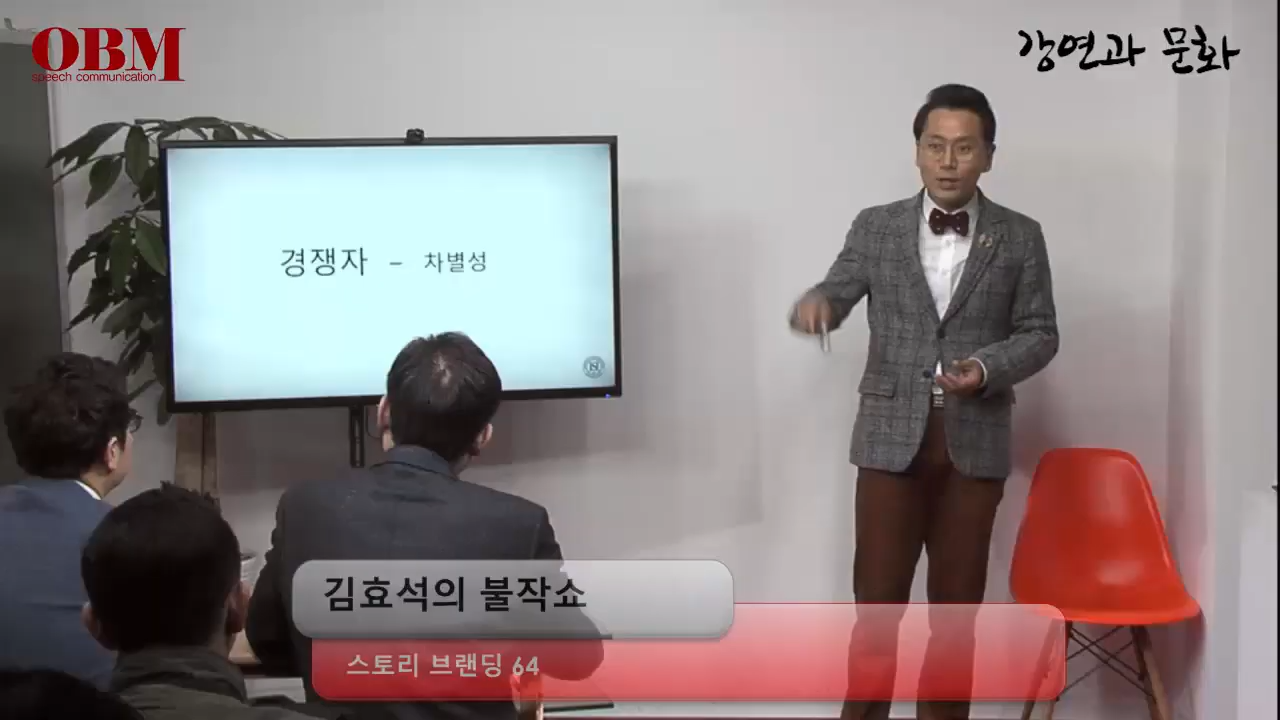 OBM
speech communication
강연과 문화
경쟁자 - 차별성
김효석의 불작쇼
스토리 브랜딩 64